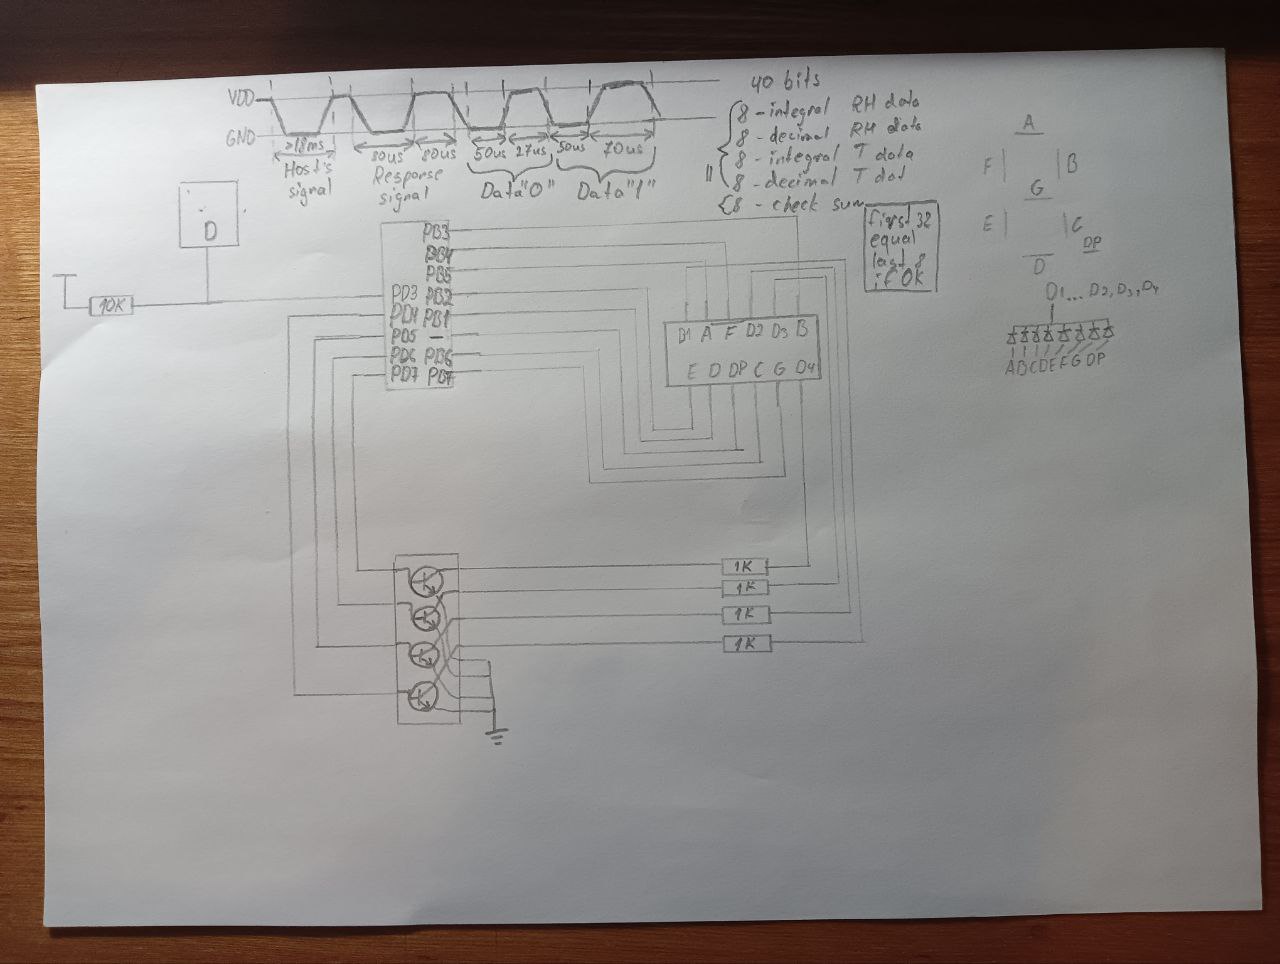 VDD
GND
>18ms
Host's
signal
80us 80us
Response
signal
50us 27us 50us 70us
Data "0" Data "1"
40 bits
8 - integral RH data
8 - decimal RH data
8 - integral T data
8 - decimal T dat
8 - check sum
first 32
equal
last 8
if OK
A
F B
G
E C
DP
D
D1... D2, D3, D4
ABCDEFG DP
D
10K
PB3
PB4
PB5
PD3 PB2
PD4 PB1
PD5 -
PD6 PB6
PD7 PB7
D1 A F D2 D3 B
E D DP C G D4
1K
1K
1K
1K